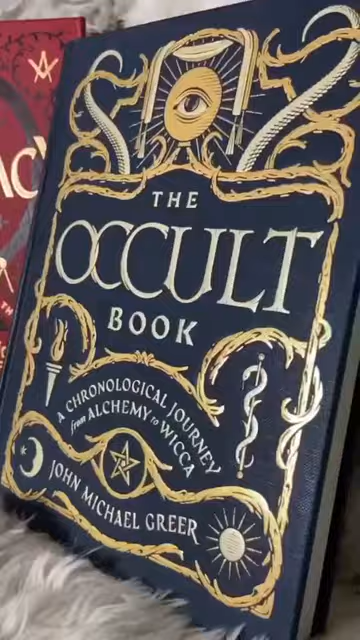 THE
OCCULT
BOOK
A CHRONOLOGICAL JOURNEY
from ALCHEMY to WICCA
JOHN MICHAEL GREER